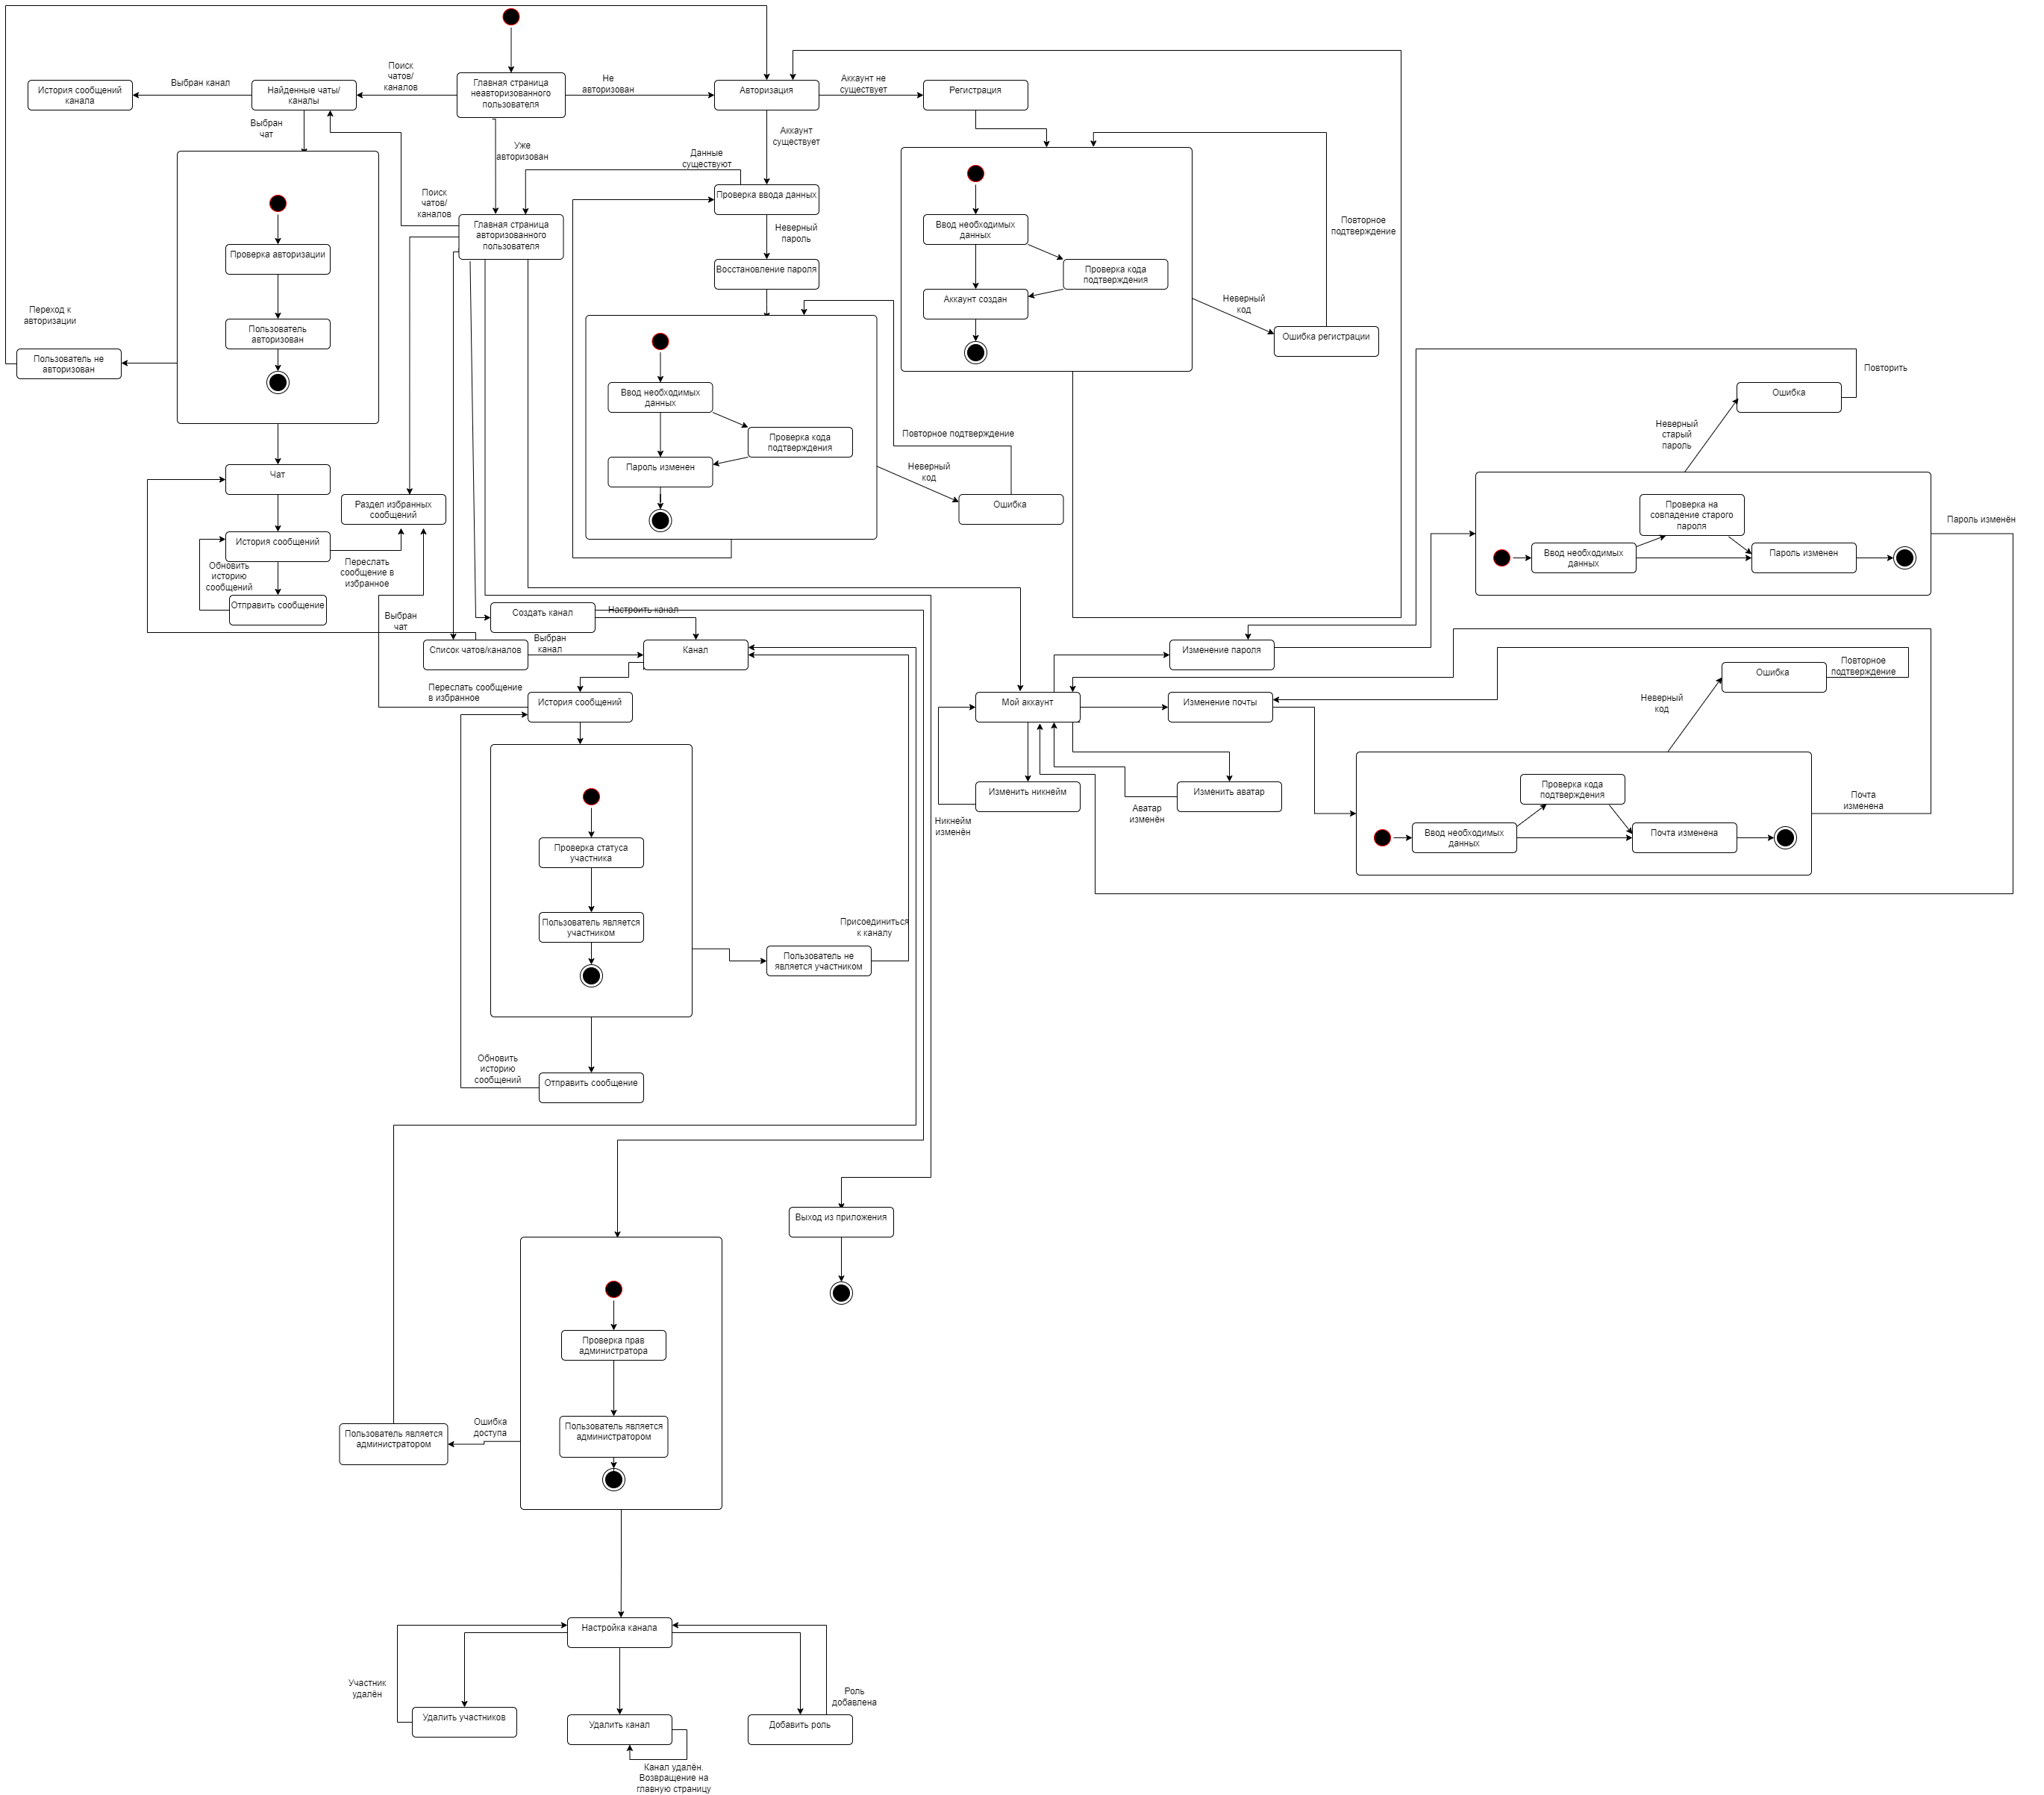 Поиск
чатов/
каналов
Выбран канал
История сообщений
канала
Найденные чаты/
каналы
Главная страница
неавторизованного
пользователя
Не
авторизован
Авторизация
Аккаунт не
существует
Регистрация
Выбран
чат
Уже
авторизован
Данные
существуют
Аккаунт
существует
Проверка ввода данных
Поиск
чатов/
каналов
Главная страница
авторизованного
пользователя
Неверный
пароль
Восстановление пароля
Ввод необходимых
данных
Проверка кода
подтверждения
Аккаунт создан
Повторное
подтверждение
Неверный
код
Ошибка регистрации
Проверка авторизации
Пользователь
авторизован
Переход к
авторизации
Пользователь не
авторизован
Ввод необходимых
данных
Проверка кода
подтверждения
Пароль изменен
Повторное подтверждение
Неверный
код
Ошибка
Повторить
Ошибка
Неверный
старый
пароль
Проверка на
совпадение старого
пароля
Ввод необходимых
данных
Пароль изменен
Пароль изменён
Чат
Раздел избранных
сообщений
История сообщений
Переслать
сообщение в
избранное
Обновить
историю
сообщений
Отправить сообщение
Выбран
чат
Создать канал
Настроить канал
Список чатов/каналов
Выбран
канал
Канал
Переслать сообщение
в избранное
История сообщений
Изменение пароля
Мой аккаунт
Изменение почты
Ошибка
Повторное
подтверждение
Неверный
код
Изменить никнейм
Изменить аватар
Никнейм
изменён
Аватар
изменён
Проверка кода
подтверждения
Ввод необходимых
данных
Почта изменена
Почта
изменена
Проверка статуса
участника
Пользователь является
участником
Присоединиться
к каналу
Пользователь не
является участником
Обновить
историю
сообщений
Отправить сообщение
Выход из приложения
Проверка прав
администратора
Пользователь является
администратором
Ошибка
доступа
Пользователь является
администратором
Настройка канала
Участник
удалён
Удалить участников
Удалить канал
Роль
добавлена
Добавить роль
Канал удалён.
Возвращение на
главную страницу